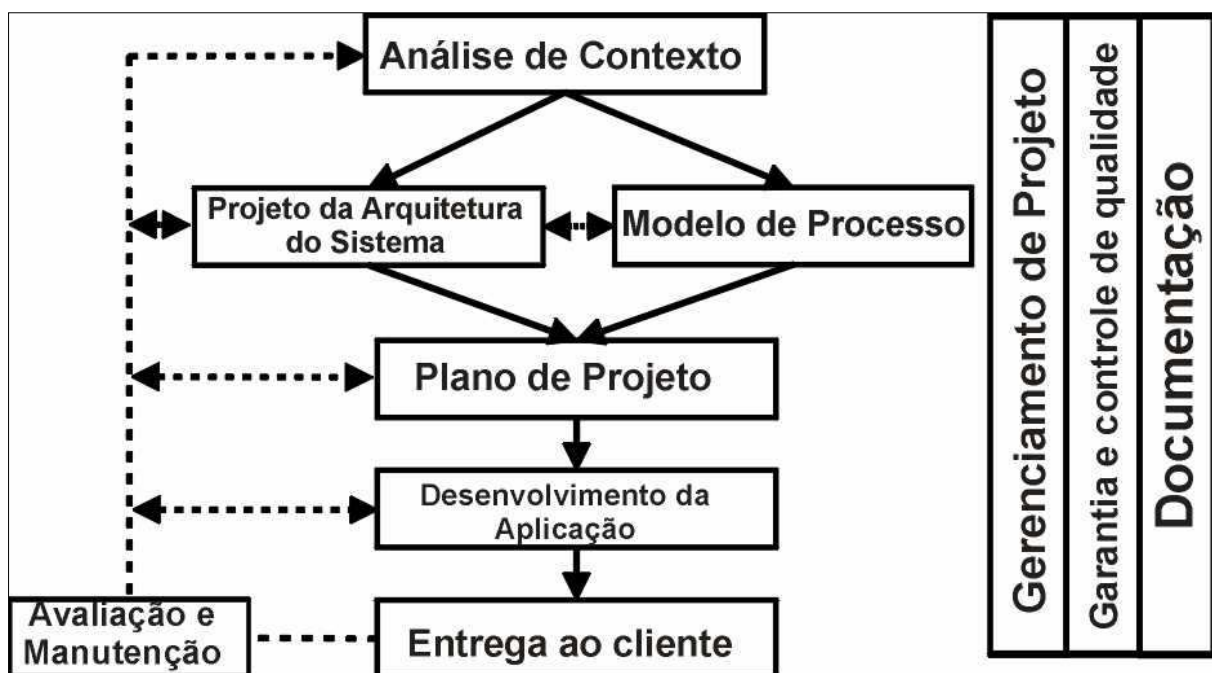 Análise de Contexto
Projeto da Arquitetura
do Sistema
Modelo de Processo
Plano de Projeto
Desenvolvimento da
Aplicação
Avaliação e
Manutenção
Entrega ao cliente
Gerenciamento de Projeto
Garantia e controle de qualidade
Documentação